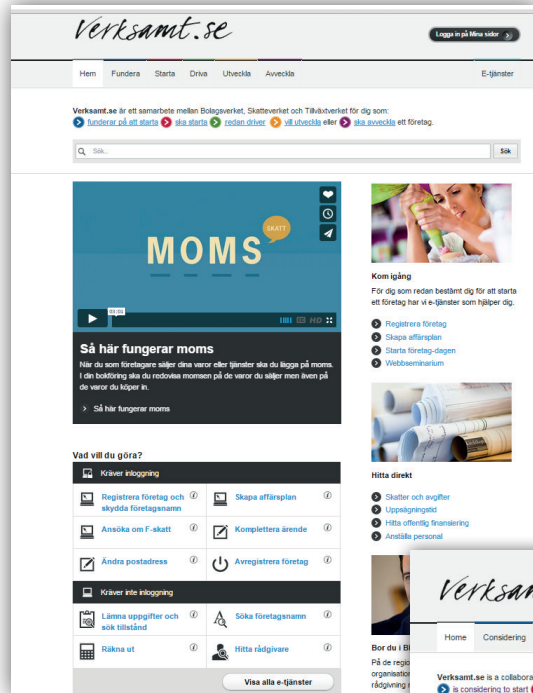 Verksamt.se
Logga in på Mina sidor
Hem Fundera Starta Driva Utveckla Avveckla E-tjänster
Verksamt.se är ett samarbete mellan Bolagsverket, Skatteverket och Tillväxtverket för dig som:
funderar på att starta ska starta redan driver vill utveckla eller ska avveckla ett företag.
Sök.. Sök
MOMS
SKATT
03:01
HD
Så här fungerar moms
När du som företagare säljer dina varor eller tjänster ska du lägga på moms.
I din bokföring ska du redovisa momsen på de varor du säljer men även på
de varor du köper in.
Så här fungerar moms
Kom igång
För dig som redan bestämt dig för att starta
ett företag har vi e-tjänster som hjälper dig.
Registrera företag
Skapa affärsplan
Starta företag-dagen
Webbseminarium
Hitta direkt
Skatter och avgifter
Uppsägningstid
Hitta offentlig finansiering
Anställa personal
Vad vill du göra?
Kräver inloggning
Registrera företag och
skydda företagsnamn
Skapa affärsplan
Ansöka om F-skatt
Komplettera ärende
Ändra postadress
Avregistrera företag
Kräver inte inloggning
Lämna uppgifter och
sök tillstånd
Söka företagsnamn
Räkna ut
Hitta rådgivare
Visa alla e-tjänster
Bor du i
På de
rådgivning
Home Considering
Verksamt.se is a
is considering to start